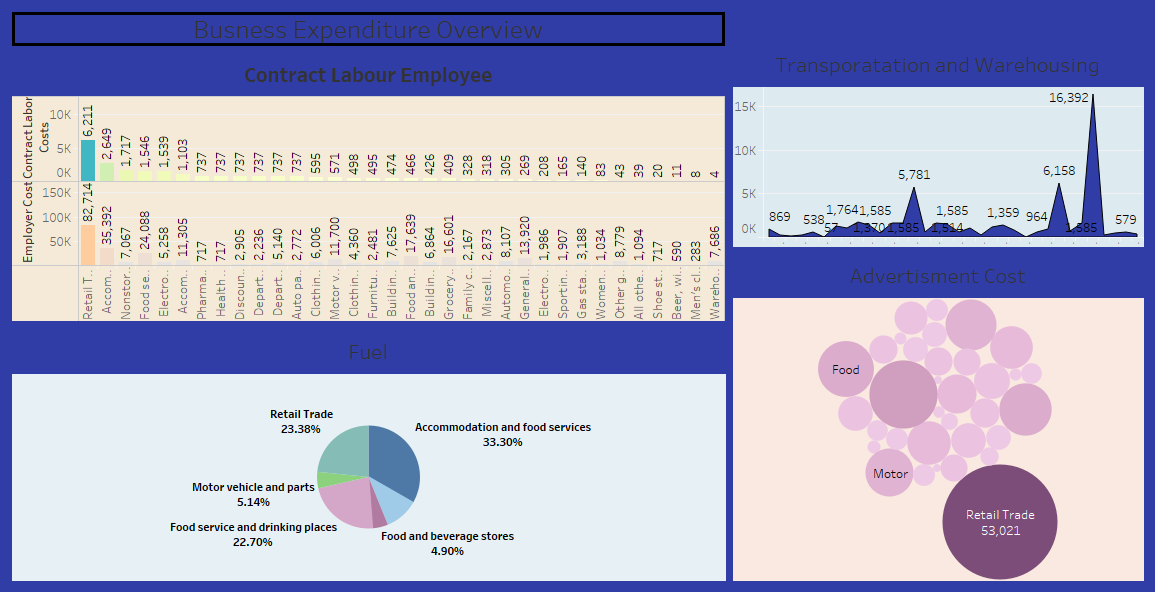 Busness Expenditure Overview
Contract Labour Employee
Contract Labor
Costs
10K
5K
0K
6,211
2,649
1,717
1,546
1,539
1,103
737
737
737
737
737
737
595
571
498
495
474
466
426
409
328
318
305
269
208
165
140
83
43
39
20
11
8
4
Employer Cost
150K
100K
50K
82,714
35,392
7,067
24,088
5,258
11,305
717
717
2,905
2,236
5,140
2,772
6,006
11,700
4,360
2,481
7,625
17,639
6,864
16,601
2,167
2,873
8,107
13,920
1,986
1,907
3,188
1,034
8,779
1,094
717
590
283
7,686
Retail T..
Accom..
Nonstor..
Food se..
Electro..
Accom..
Pharma..
Health ..
Discoun..
Depart..
Depart..
Auto pa..
Clothin..
Motor v..
Clothin..
Furnitu..
Buildin..
Food an..
Buildin..
Grocery..
Family c..
Miscell..
Automo..
General..
Electro..
Sportin..
Gas sta..
Women..
Other g..
All othe..
Shoe st..
Beer, wi..
Men's cl..
Wareho..
Transporatation and Warehousing
15K
10K
5K
0K
869
538
57
1,764
1,370
1,585
1,585
5,781
1,585
1,514
1,359
964
6,158
1,585
16,392
579
Advertisment Cost
Food
Motor
Retail Trade
53,021
Fuel
Retail Trade
23.38%
Accommodation and food services
33.30%
Motor vehicle and parts
5.14%
Food service and drinking places
22.70%
Food and beverage stores
4.90%